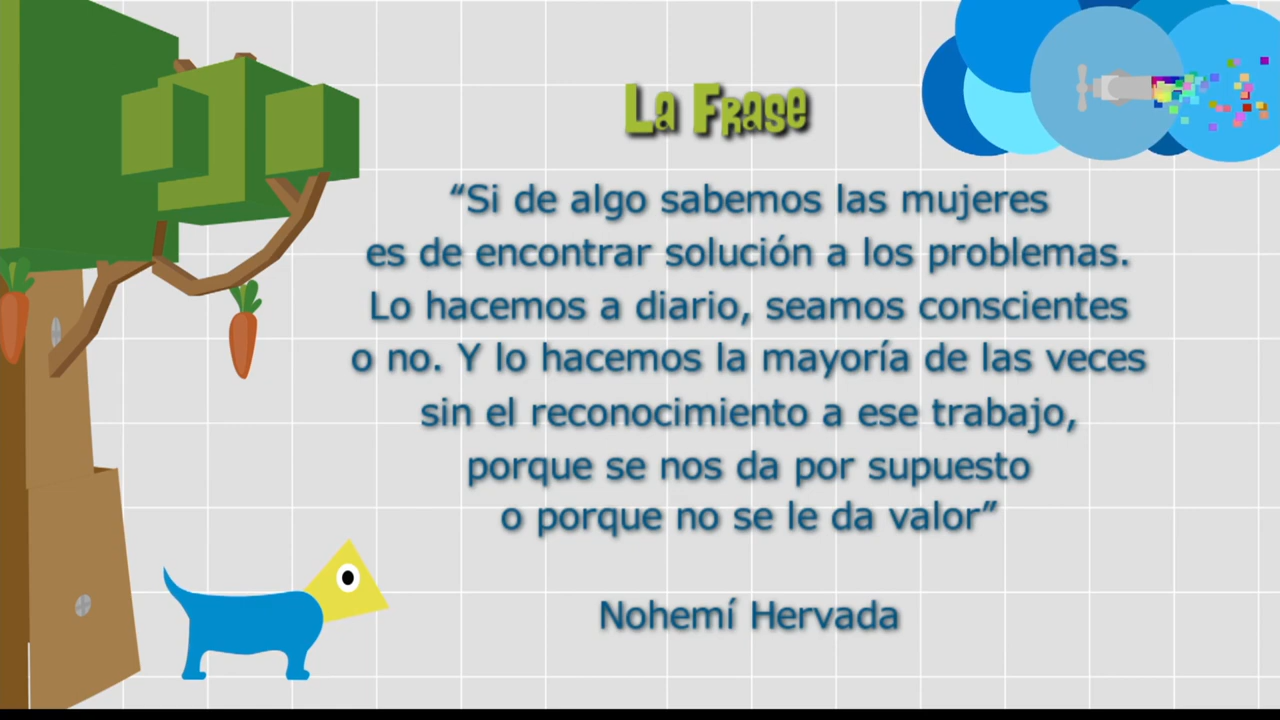 La Frase
“Si de algo sabemos las mujeres
es de encontrar solución a los problemas.
Lo hacemos a diario, seamos conscientes
o no. Y lo hacemos la mayoría de las veces
sin el reconocimiento a ese trabajo,
porque se nos da por supuesto
o porque no se le da valor”
Nohemí Hervada